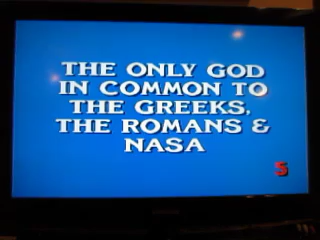 THE ONLY GOD
IN COMMON TO
THE GREEKS,
THE ROMANS &
NASA
5